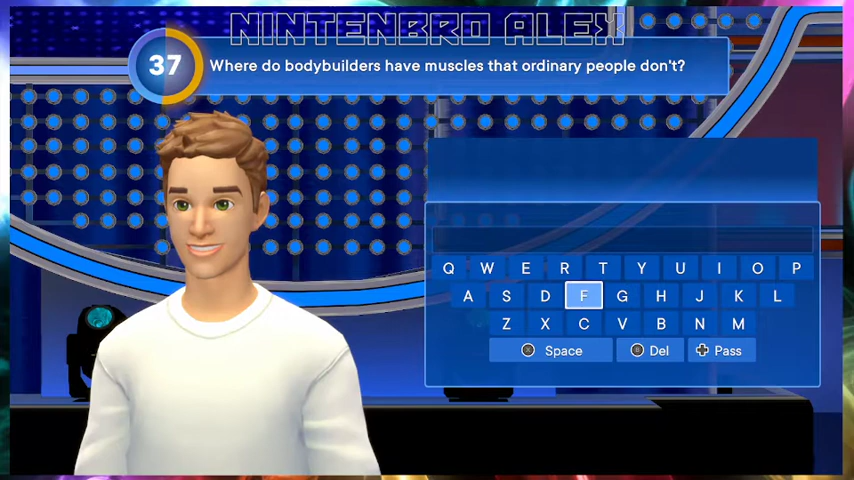 NINTENBRO ALEX
37
Where do bodybuilders have muscles that ordinary people don't?
Q W E R T Y U I O P
A S D F G H J K L
Z X C V B N M
X Space B Del + Pass